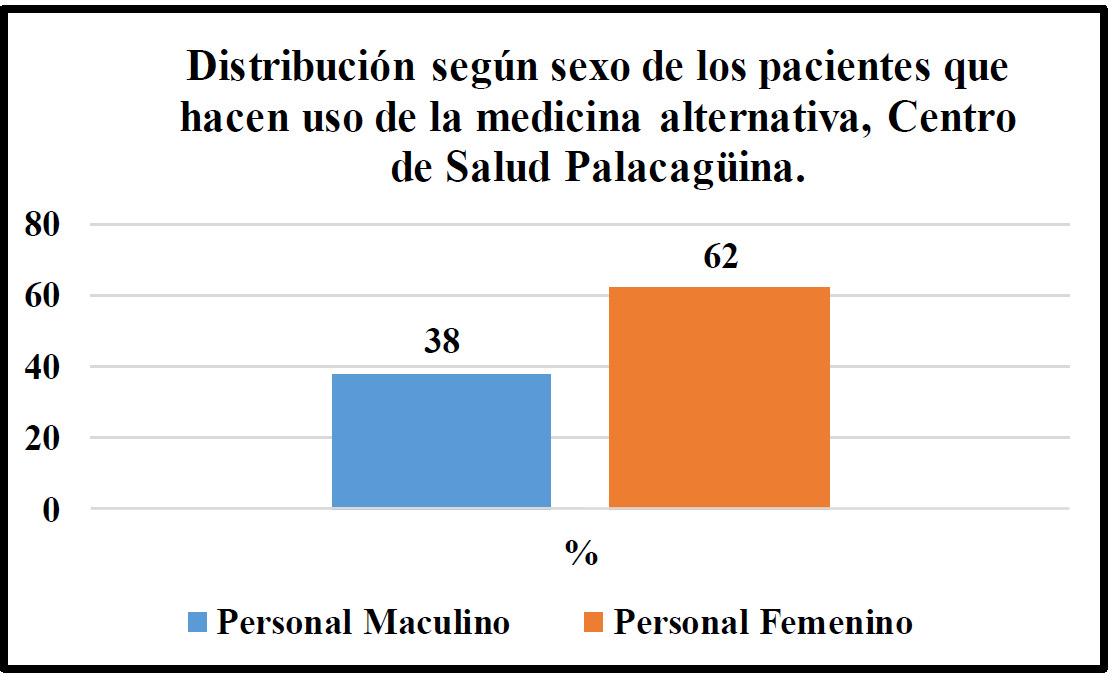 Distribución según sexo de los pacientes que
hacen uso de la medicina alternativa, Centro
de Salud Palacagüina.
80
60
40
20
0
38
62
%
Personal Maculino
Personal Femenino